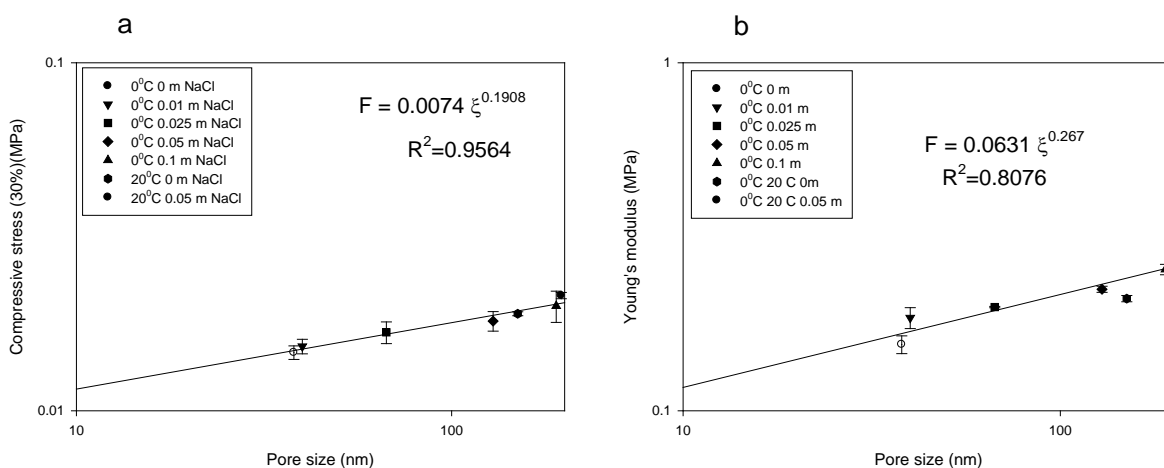 a
Compressive stress (30%)(MPa)
0.1
0.01
0⁰C 0 m NaCl
0⁰C 0.01 m NaCl
0⁰C 0.025 m NaCl
0⁰C 0.05 m NaCl
0⁰C 0.1 m NaCl
20⁰C 0 m NaCl
20⁰C 0.05 m NaCl
F = 0.0074 ξ^0.1908
R²=0.9564
10 100
Pore size (nm)
b
Young's modulus (MPa)
1
0.1
0⁰C 0 m
0⁰C 0.01 m
0⁰C 0.025 m
0⁰C 0.05 m
0⁰C 0.1 m
0⁰C 20 C 0m
0⁰C 20 C 0.05 m
F = 0.0631 ξ^0.267
R²=0.8076
10 100
Pore size (nm)